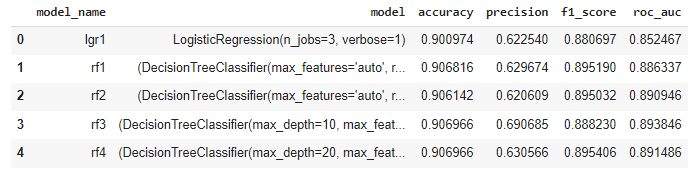 model_name model accuracy precision f1_score roc_auc
0 lgr1 LogisticRegression(n_jobs=3, verbose=1) 0.900974 0.622540 0.880697 0.852467
1 rf1 (DecisionTreeClassifier(max_features='auto', r... 0.906816 0.629674 0.895190 0.886337
2 rf2 (DecisionTreeClassifier(max_features='auto', r... 0.906142 0.620609 0.895032 0.890946
3 rf3 (DecisionTreeClassifier(max_depth=10, max_feat... 0.906966 0.690685 0.888230 0.893846
4 rf4 (DecisionTreeClassifier(max_depth=20, max_feat... 0.906966 0.630566 0.895406 0.891486